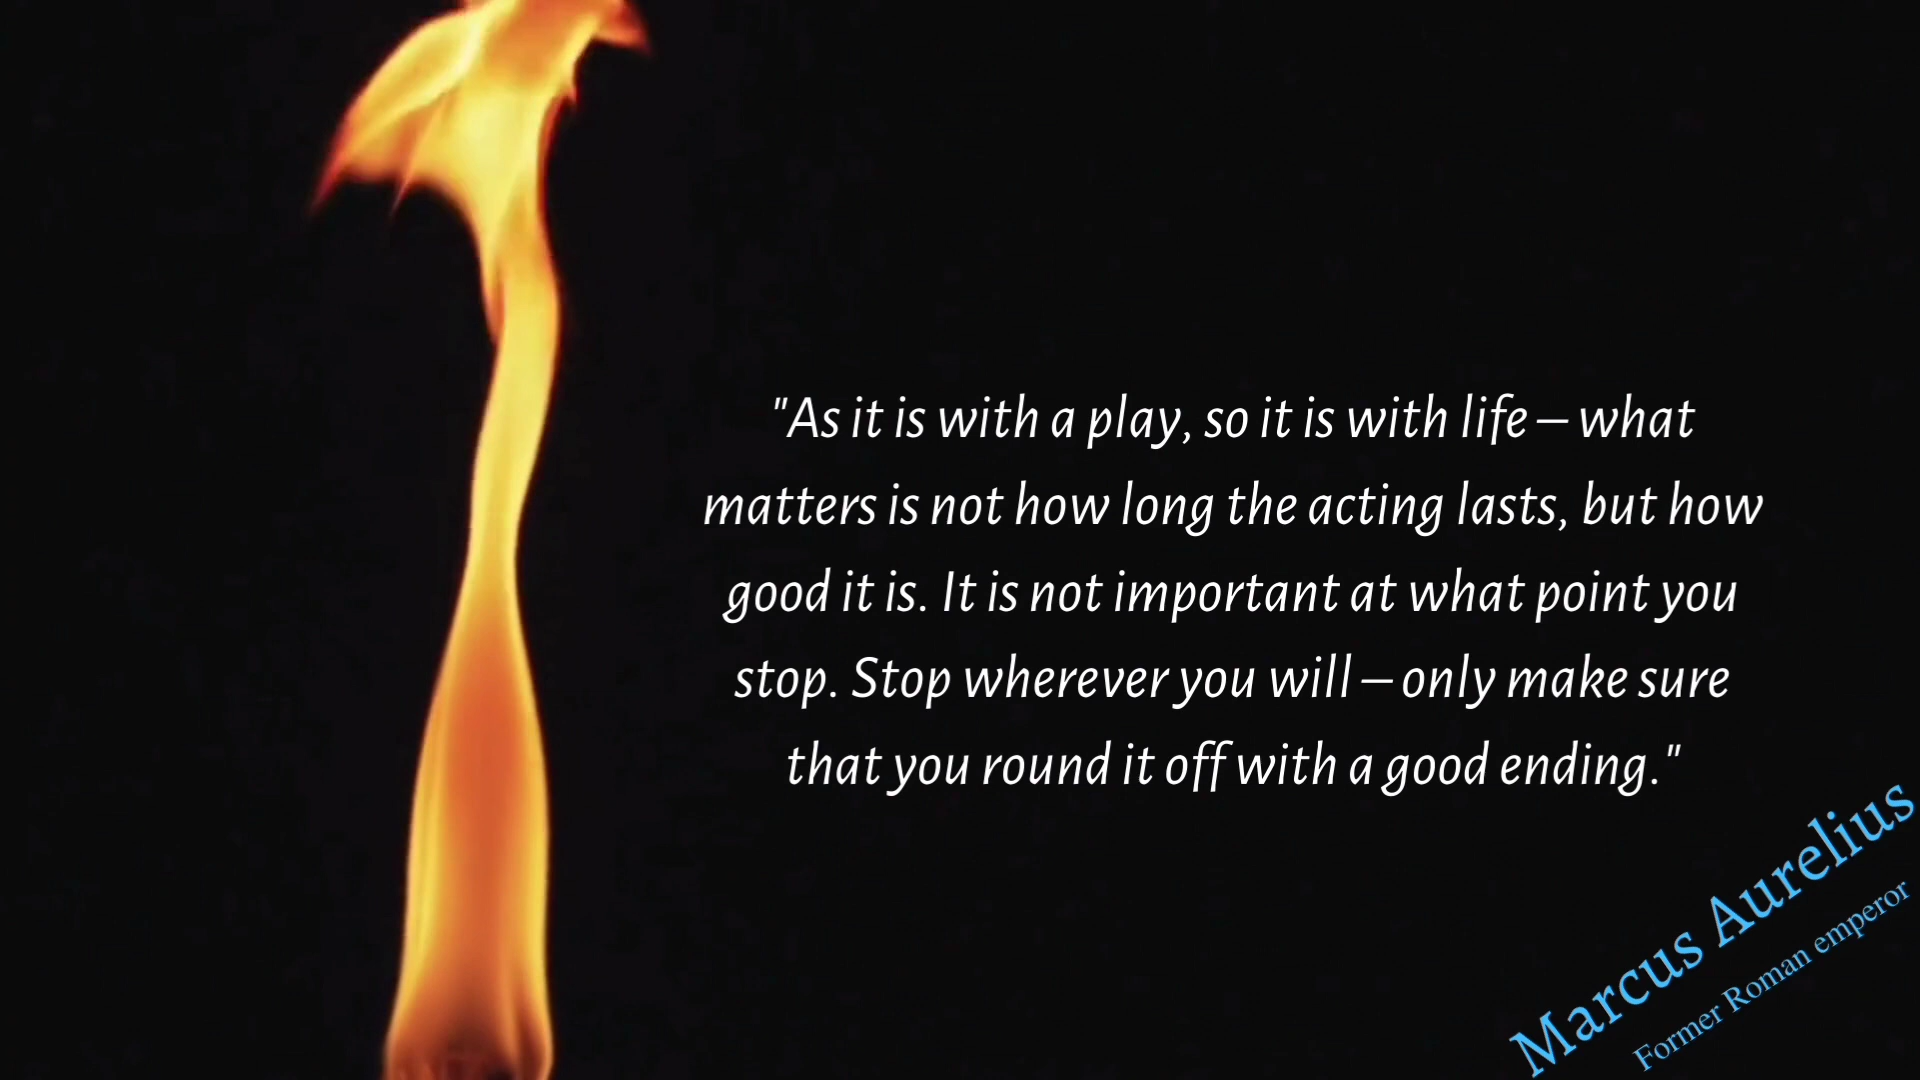 "As it is with a play, so it is with life – what
matters is not how long the acting lasts, but how
good it is. It is not important at what point you
stop. Stop wherever you will – only make sure
that you round it off with a good ending."
Marcus Aurelius
Former Roman emperor